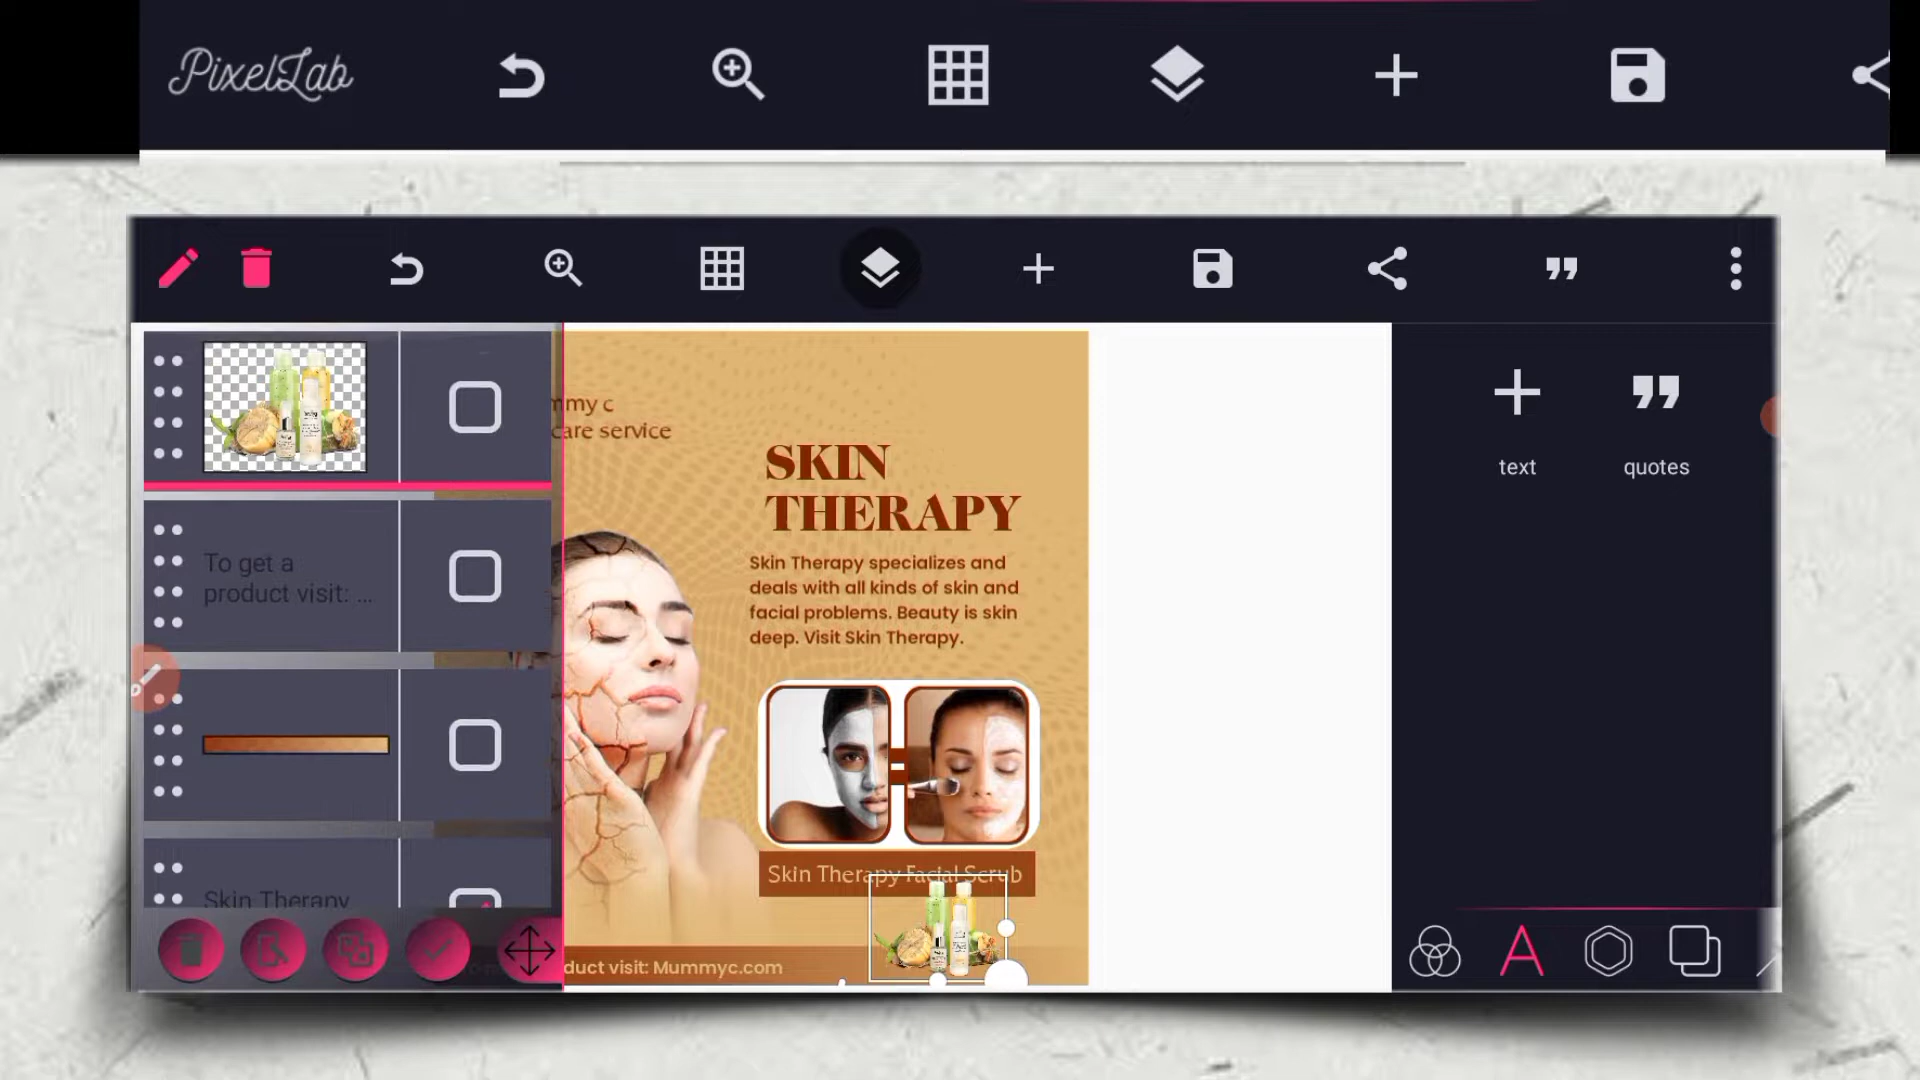 PixelLab
To get a
product visit: ...
Skin Therapy
mmy c
care service
SKIN
THERAPY
Skin Therapy specializes and
deals with all kinds of skin and
facial problems. Beauty is skin
deep. Visit Skin Therapy.
Skin Therapy Facial Scrub
duct visit: Mummyc.com
text
quotes